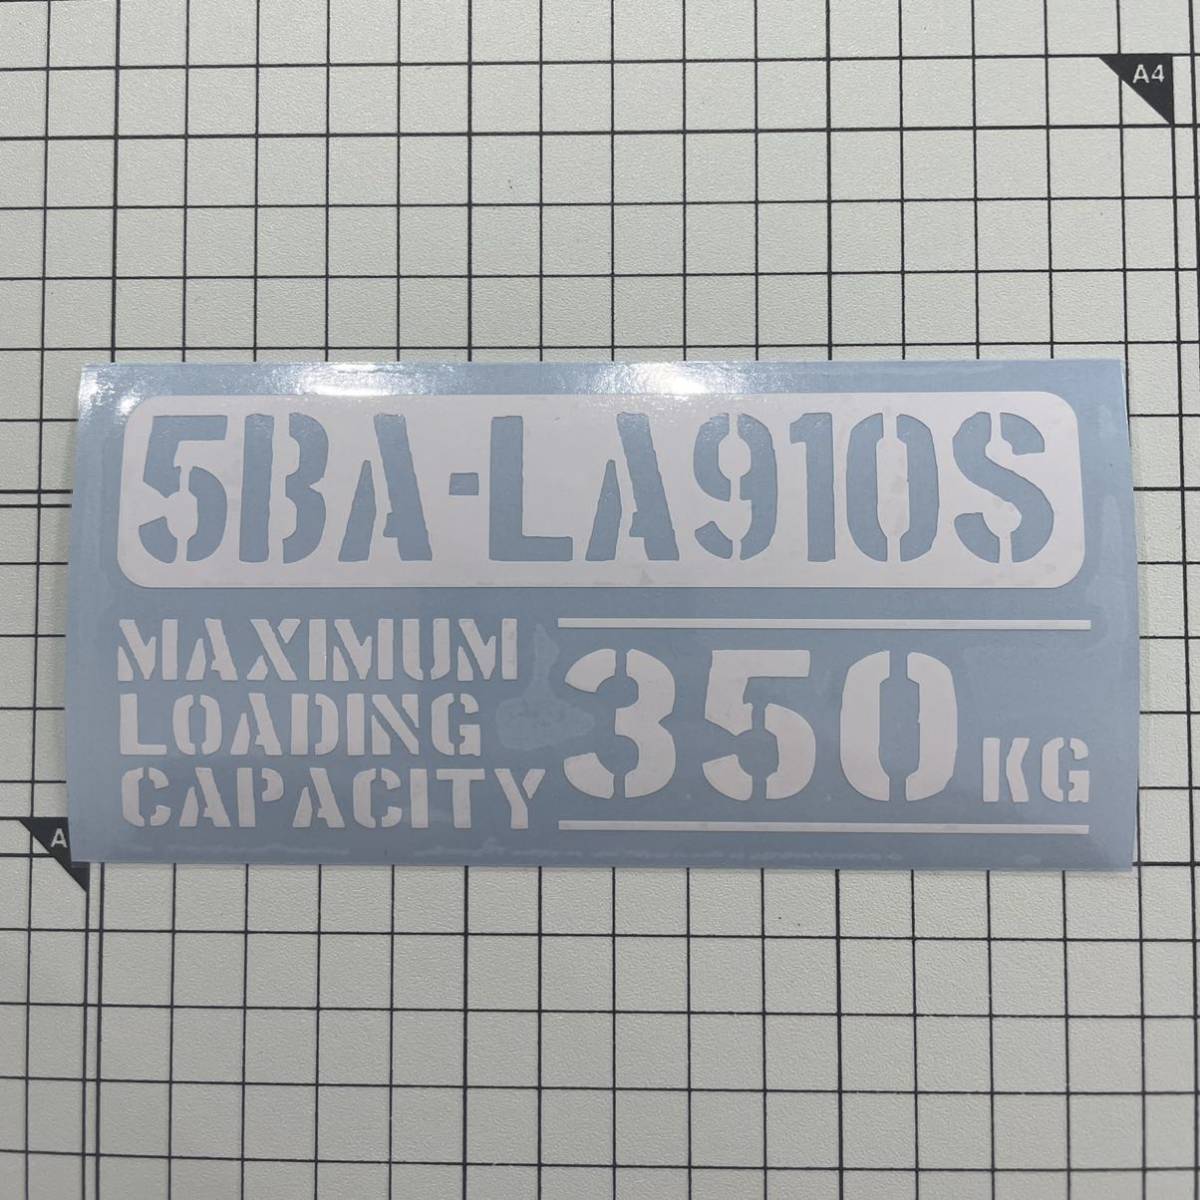 A4
5BA-LA910S
MAXIMUM
LOADING
CAPACITY
350 KG
A